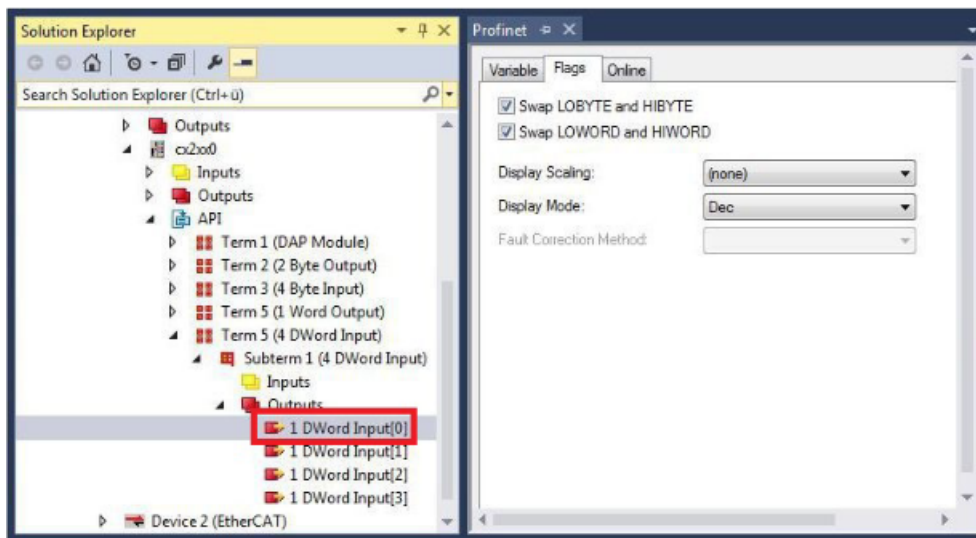 Solution Explorer
Search Solution Explorer (Ctrl+ü)
Outputs
cx2xx0
Inputs
Outputs
API
Term 1 (DAP Module)
Term 2 (2 Byte Output)
Term 3 (4 Byte Input)
Term 5 (1 Word Output)
Term 5 (4 DWord Input)
Subterm 1 (4 DWord Input)
Inputs
Outputs
1 DWord Input[0]
1 DWord Input[1]
1 DWord Input[2]
1 DWord Input[3]
Device 2 (EtherCAT)
Profinet
Variable Flags Online
Swap LOBYTE and HIBYTE
Swap LOWORD and HIWORD
Display Scaling: (none)
Display Mode: Dec
Fault Correction Method: